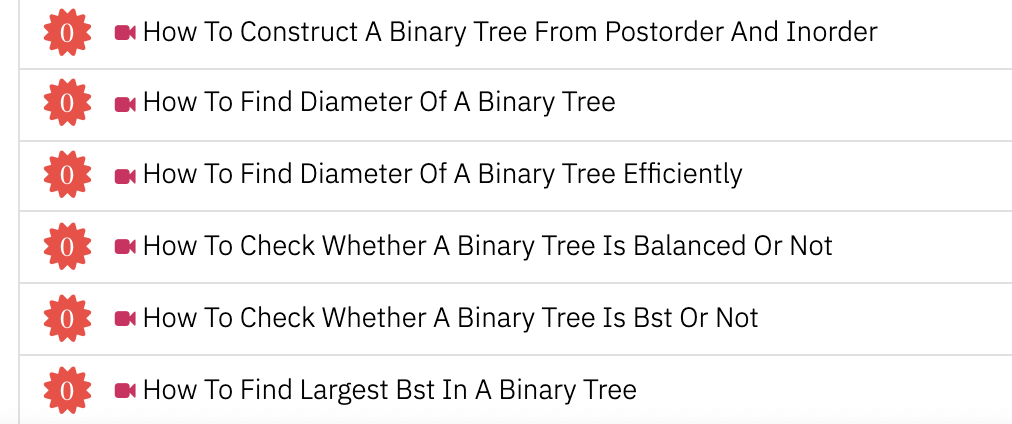 0 How To Construct A Binary Tree From Postorder And Inorder
0 How To Find Diameter Of A Binary Tree
0 How To Find Diameter Of A Binary Tree Efficiently
0 How To Check Whether A Binary Tree Is Balanced Or Not
0 How To Check Whether A Binary Tree Is Bst Or Not
0 How To Find Largest Bst In A Binary Tree